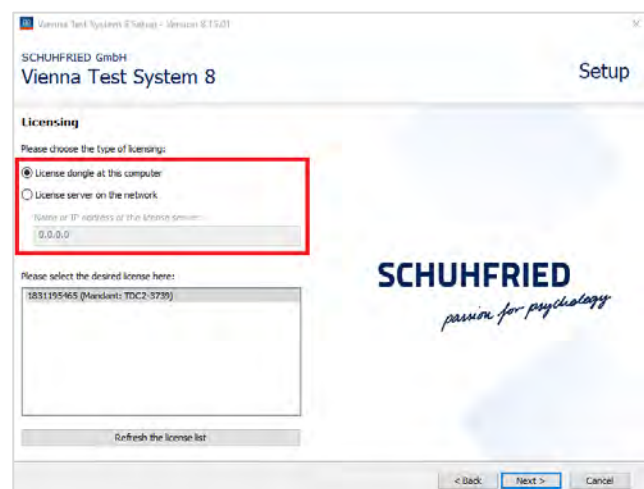 Vienna Test System 8 Setup - Version 8.15.01
SCHUHFRIED GmbH
Vienna Test System 8
Setup
Licensing
Please choose the type of licensing:
License dongle at this computer
License server on the network
Name or IP address of the license server:
0.0.0.0
Please select the desired license here:
1831195465 (Mandant: TDC2-3739)
SCHUHFRIED
passion for psychology
Refresh the license list
< Back
Next >
Cancel